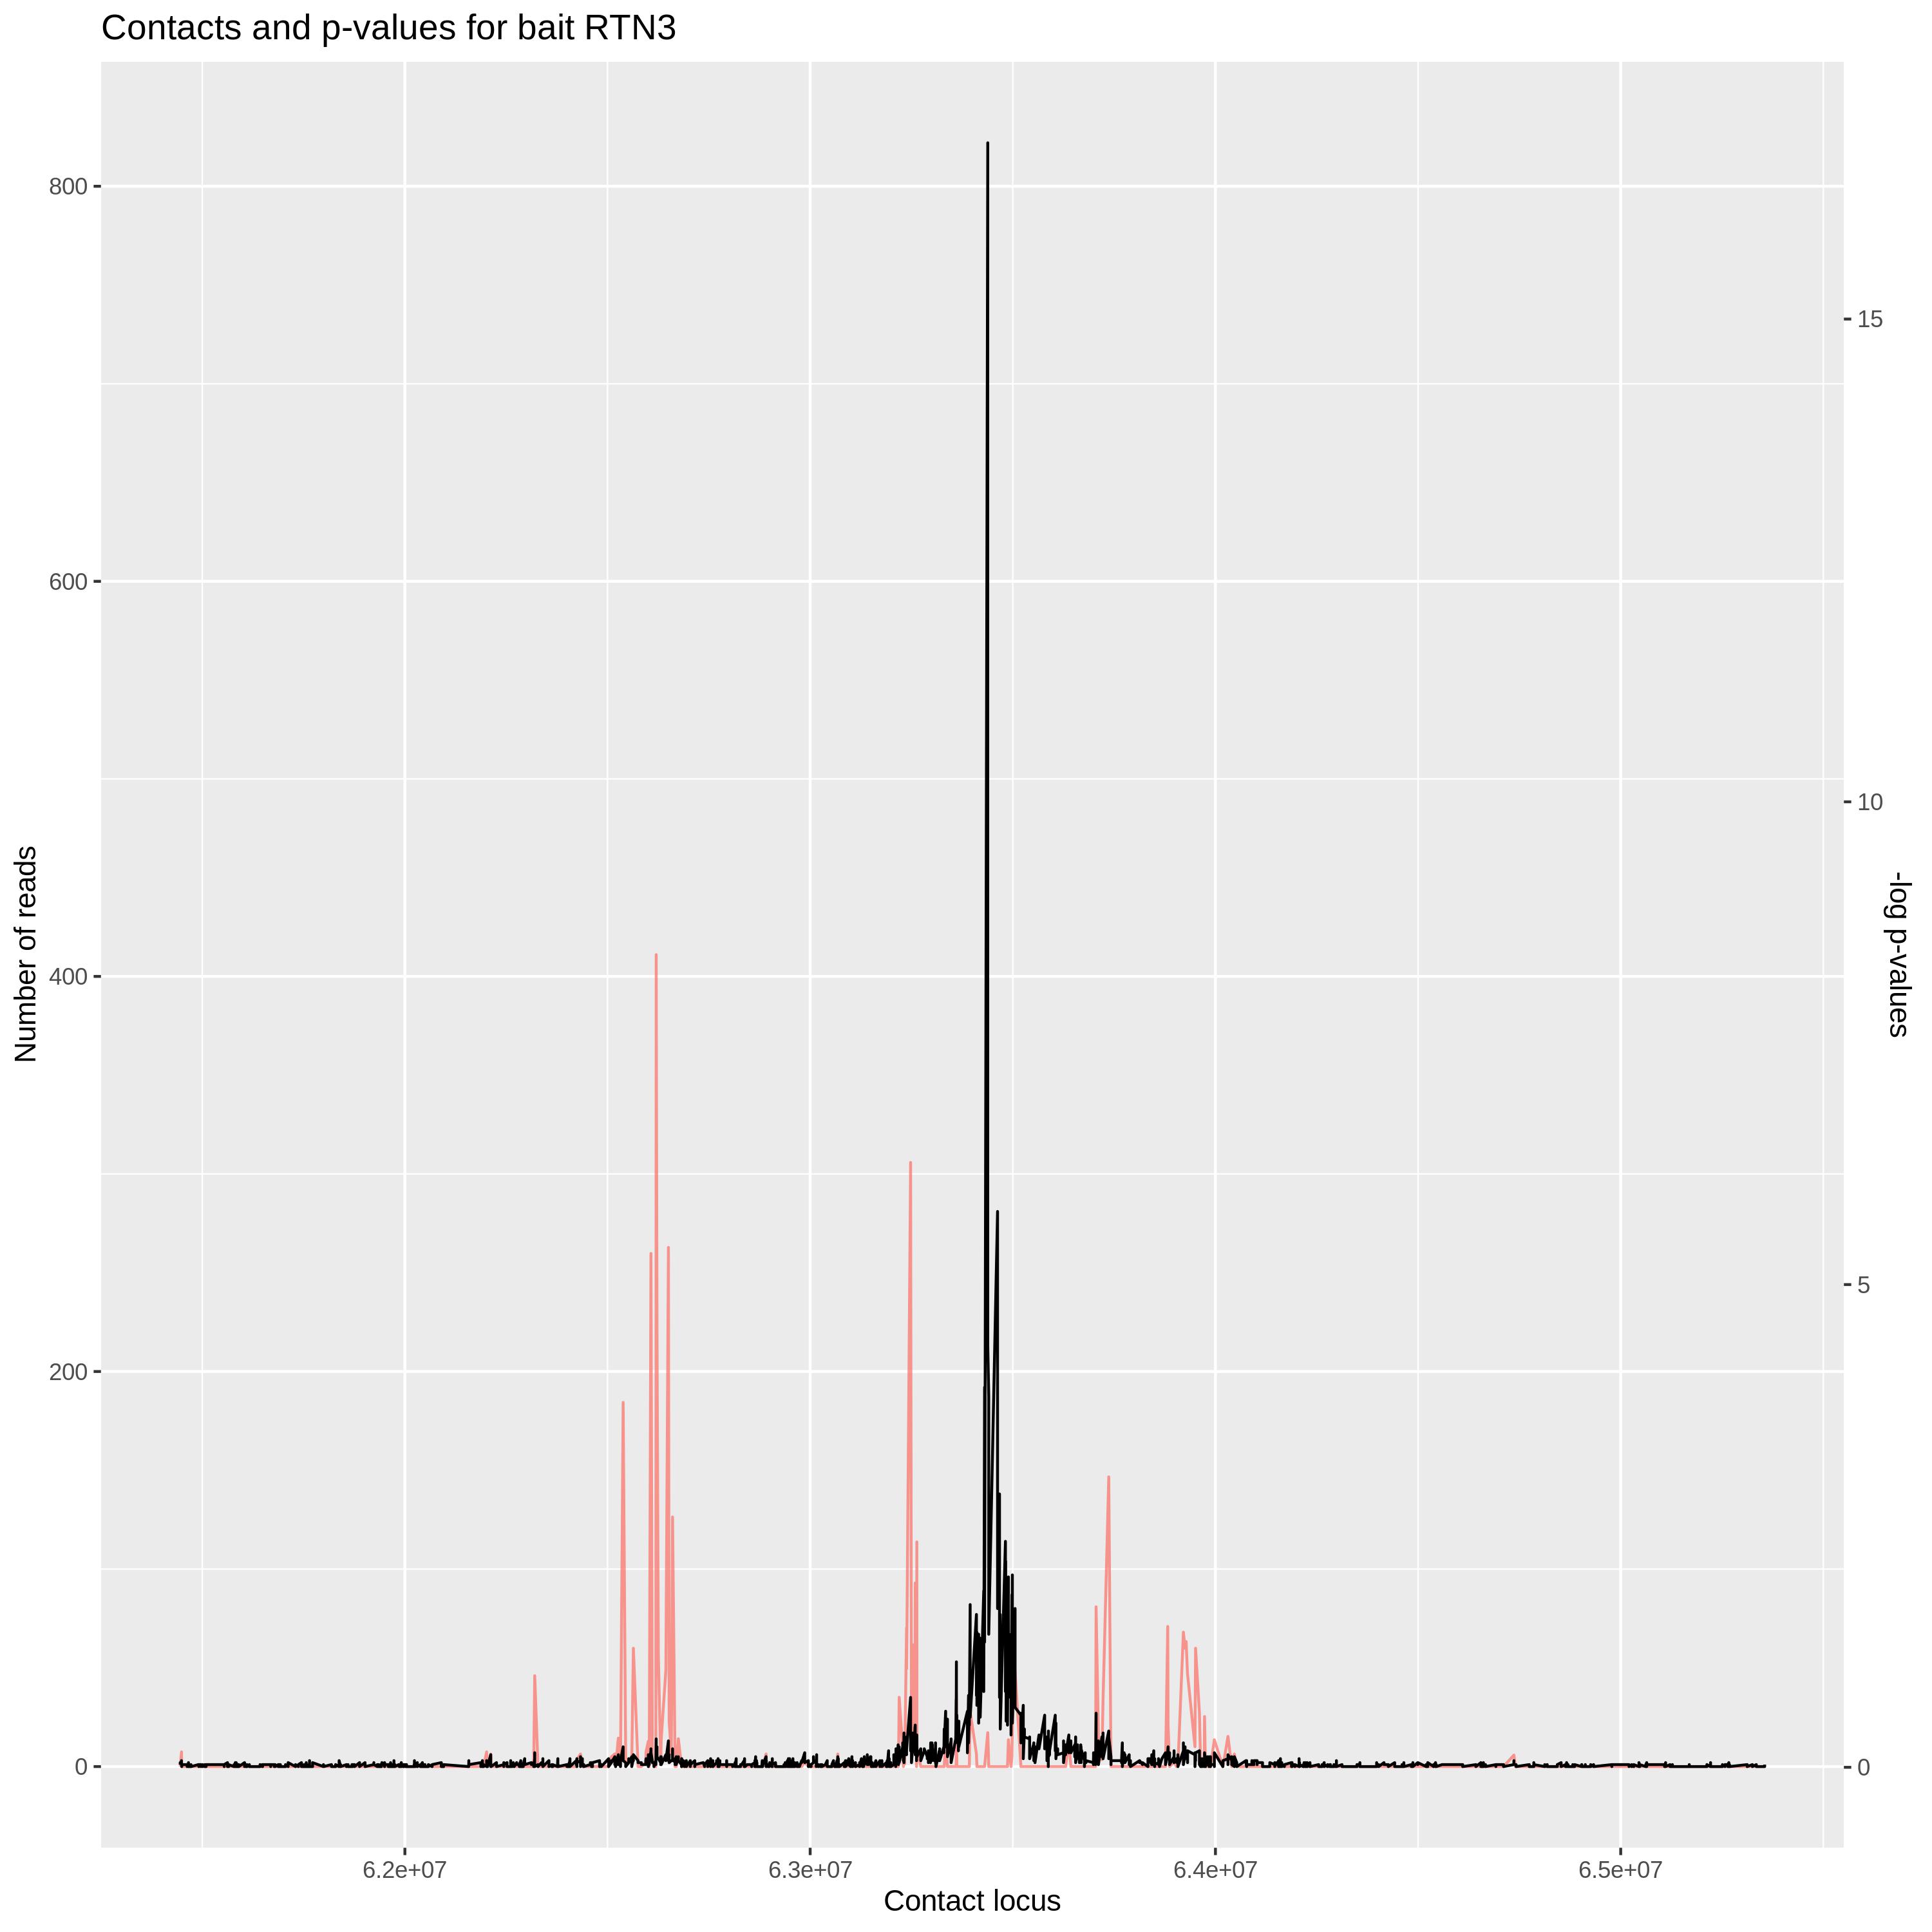 Contacts and p-values for bait RTN3
800
600
400
200
0
Number of reads
15
10
5
0
-log p-values
6.2e+07 6.3e+07 6.4e+07 6.5e+07
Contact locus